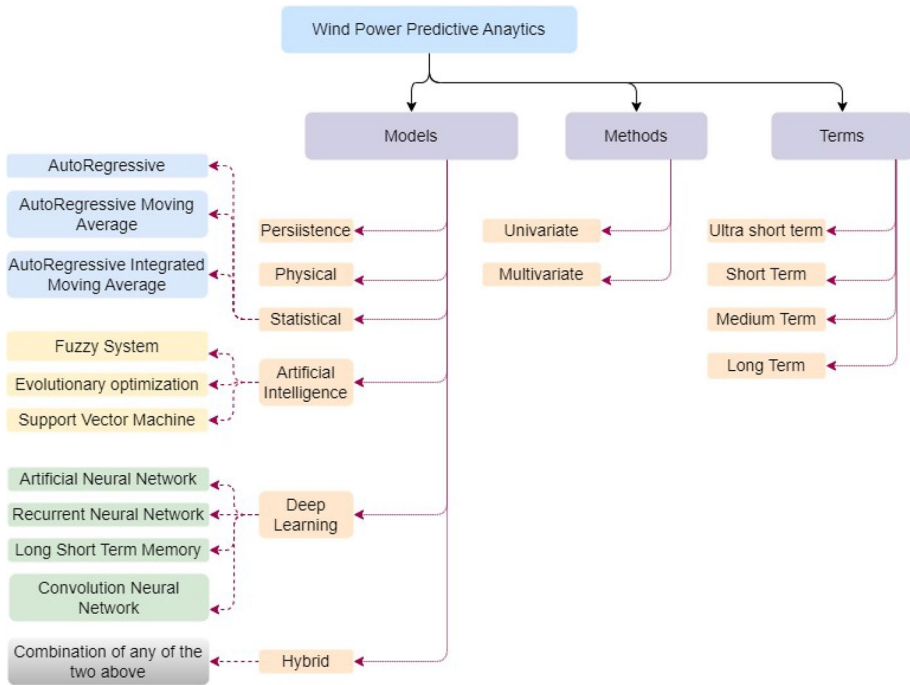 Wind Power Predictive Anaytics
Models
Methods
Terms
AutoRegressive
AutoRegressive Moving
Average
AutoRegressive Integrated
Moving Average
Persiistence
Physical
Statistical
Univariate
Multivariate
Ultra short term
Short Term
Medium Term
Long Term
Fuzzy System
Evolutionary optimization
Support Vector Machine
Artificial
Intelligence
Artificial Neural Network
Recurrent Neural Network
Long Short Term Memory
Convolution Neural
Network
Deep
Learning
Combination of any of the
two above
Hybrid